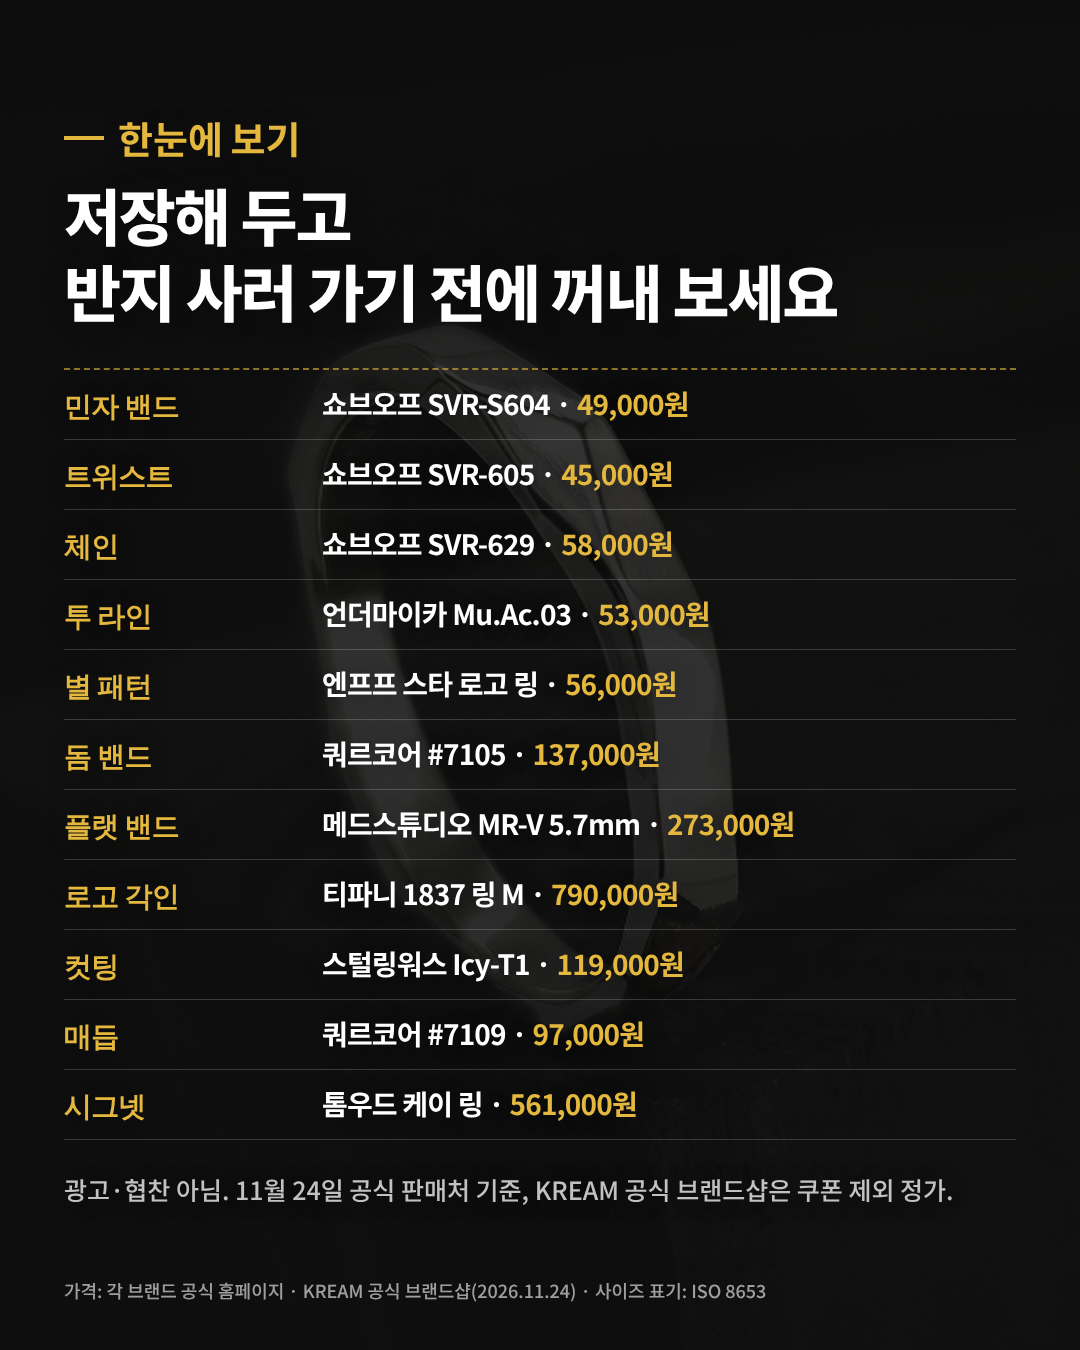 한눈에 보기
저장해 두고
반지 사러 가기 전에 꺼내 보세요
민자 밴드 쇼브오프 SVR-S604 · 49,000원
트위스트 쇼브오프 SVR-605 · 45,000원
체인 쇼브오프 SVR-629 · 58,000원
투 라인 언더마이카 Mu.Ac.03 · 53,000원
별 패턴 엔프프 스타 로고 링 · 56,000원
돔 밴드 쿼르코어 #7105 · 137,000원
플랫 밴드 메드스튜디오 MR-V 5.7mm · 273,000원
로고 각인 티파니 1837 링 M · 790,000원
컷팅 스털링워스 Icy-T1 · 119,000원
매듭 쿼르코어 #7109 · 97,000원
시그넷 톰우드 케이 링 · 561,000원
광고·협찬 아님. 11월 24일 공식 판매처 기준, KREAM 공식 브랜드샵은 쿠폰 제외 정가.
가격: 각 브랜드 공식 홈페이지 · KREAM 공식 브랜드샵(2026.11.24) · 사이즈 표기: ISO 8653